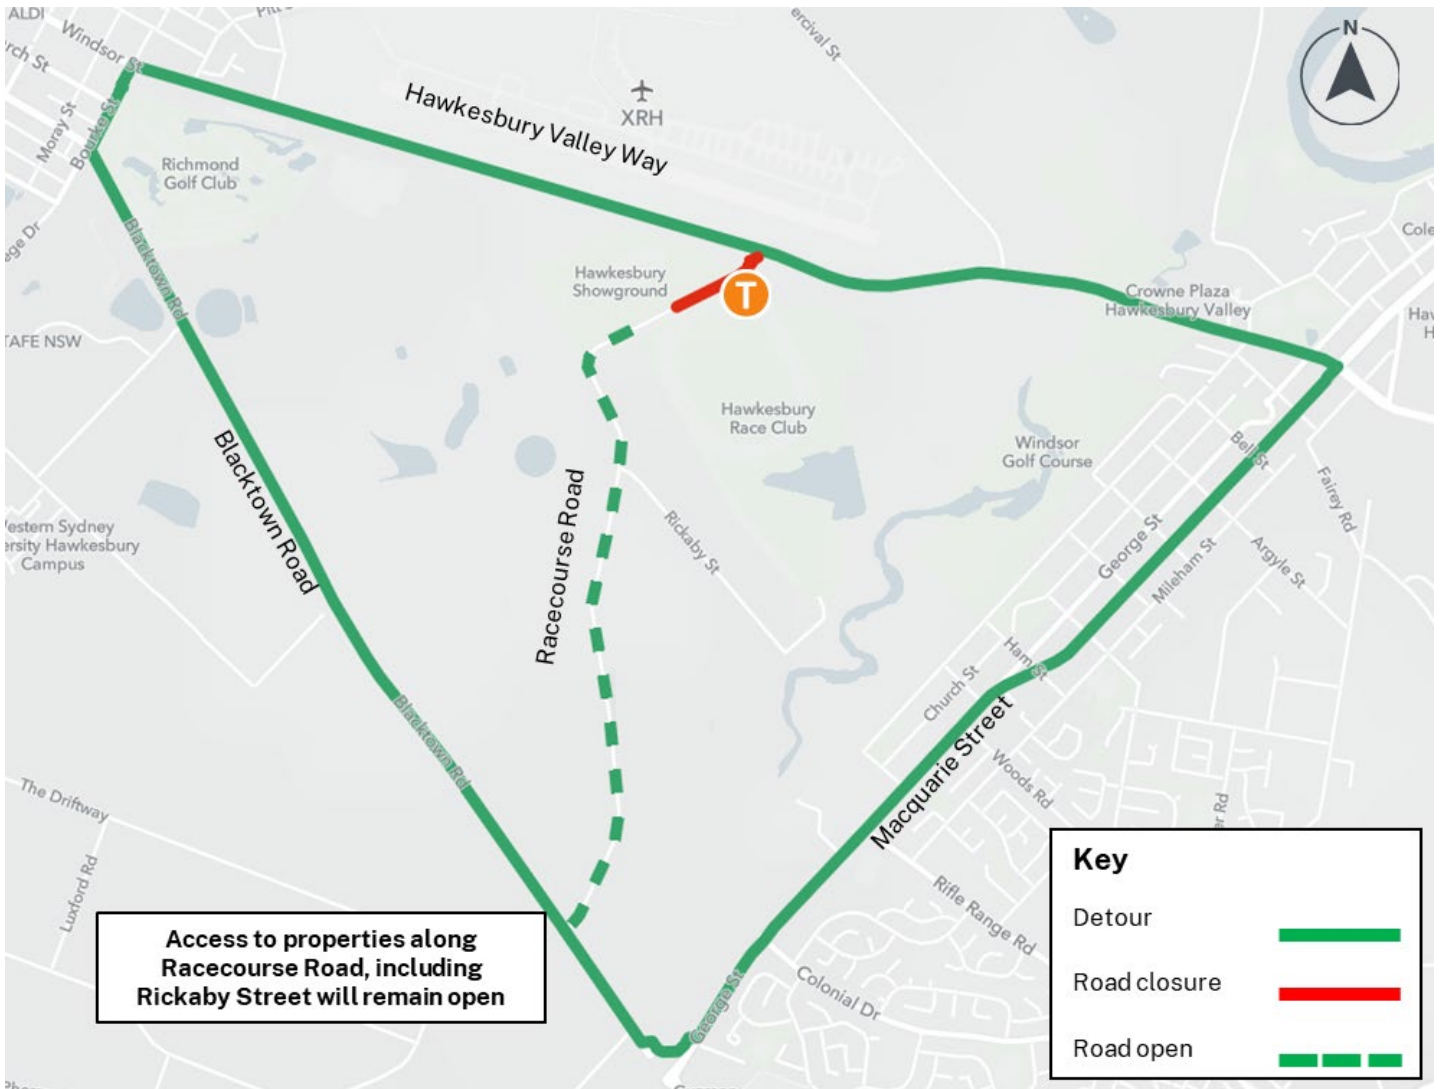 ALDI
Windsor St
Moray St
Bourke St
Richmond
Golf Club
Hawkesbury Valley Way
XRH
N
Hawkesbury
Showground
T
Crowne Plaza
Hawkesbury Valley
Blacktown Rd
TAFE NSW
Blacktown Road
Hawkesbury
Race Club
Windsor
Golf Course
Bell St
Fairey Rd
Racecourse Road
Rickaby St
George St
Mileham St
Argyle St
Campus
Ham St
Church St
Macquarie Street
Woods Rd
Blacktown Rd
The Driftway
Luxford Rd
Rifle Range Rd
Colonial Dr
George St
Access to properties along
Racecourse Road, including
Rickaby Street will remain open
Key
Detour
Road closure
Road open